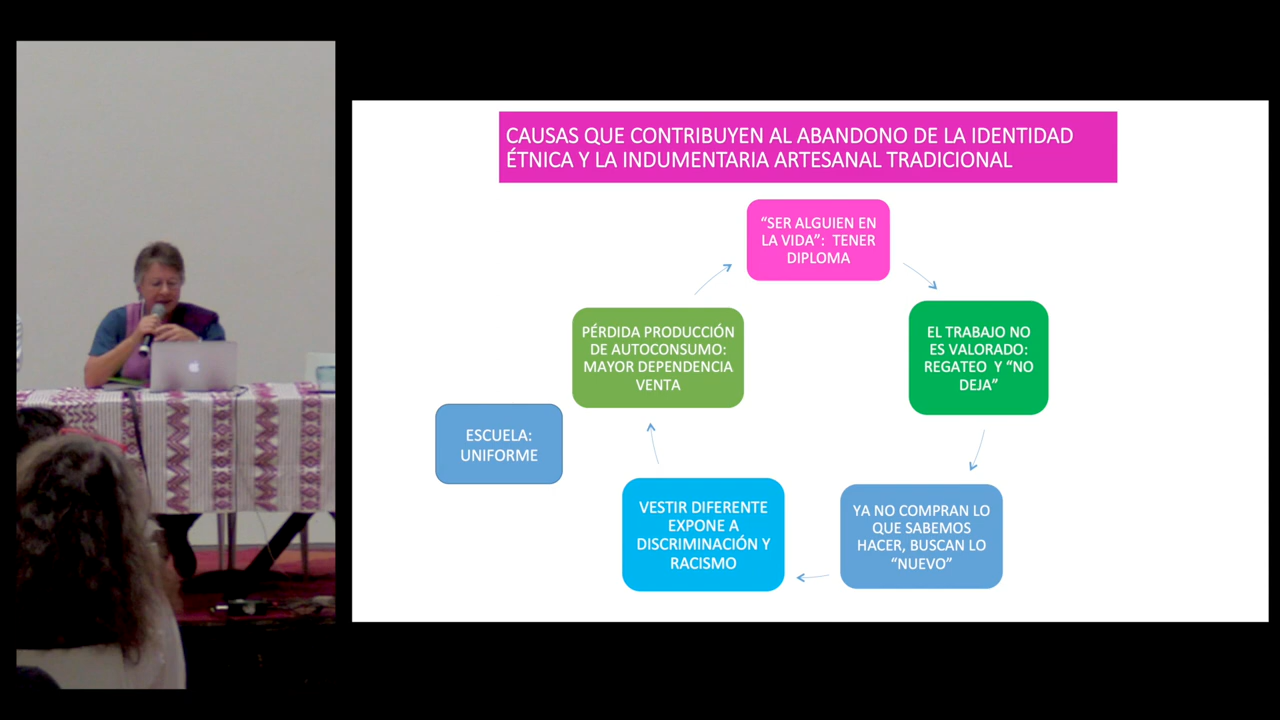 CAUSAS QUE CONTRIBUYEN AL ABANDONO DE LA IDENTIDAD
ÉTNICA Y LA INDUMENTARIA ARTESANAL TRADICIONAL
“SER ALGUIEN EN
LA VIDA”: TENER
DIPLOMA
EL TRABAJO NO
ES VALORADO:
REGATEO Y “NO
DEJA”
YA NO COMPRAN LO
QUE SABEMOS
HACER, BUSCAN LO
“NUEVO”
VESTIR DIFERENTE
EXPONE A
DISCRIMINACIÓN Y
RACISMO
PÉRDIDA PRODUCCIÓN
DE AUTOCONSUMO:
MAYOR DEPENDENCIA
VENTA
ESCUELA:
UNIFORME